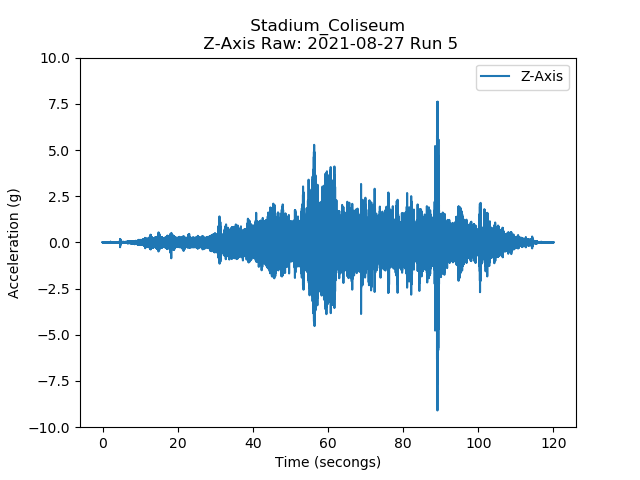 Stadium_Coliseum
Z-Axis Raw: 2021-08-27 Run 5
Z-Axis
10.0
7.5
5.0
2.5
0.0
−2.5
−5.0
−7.5
−10.0
Acceleration (g)
0 20 40 60 80 100 120
Time (secongs)